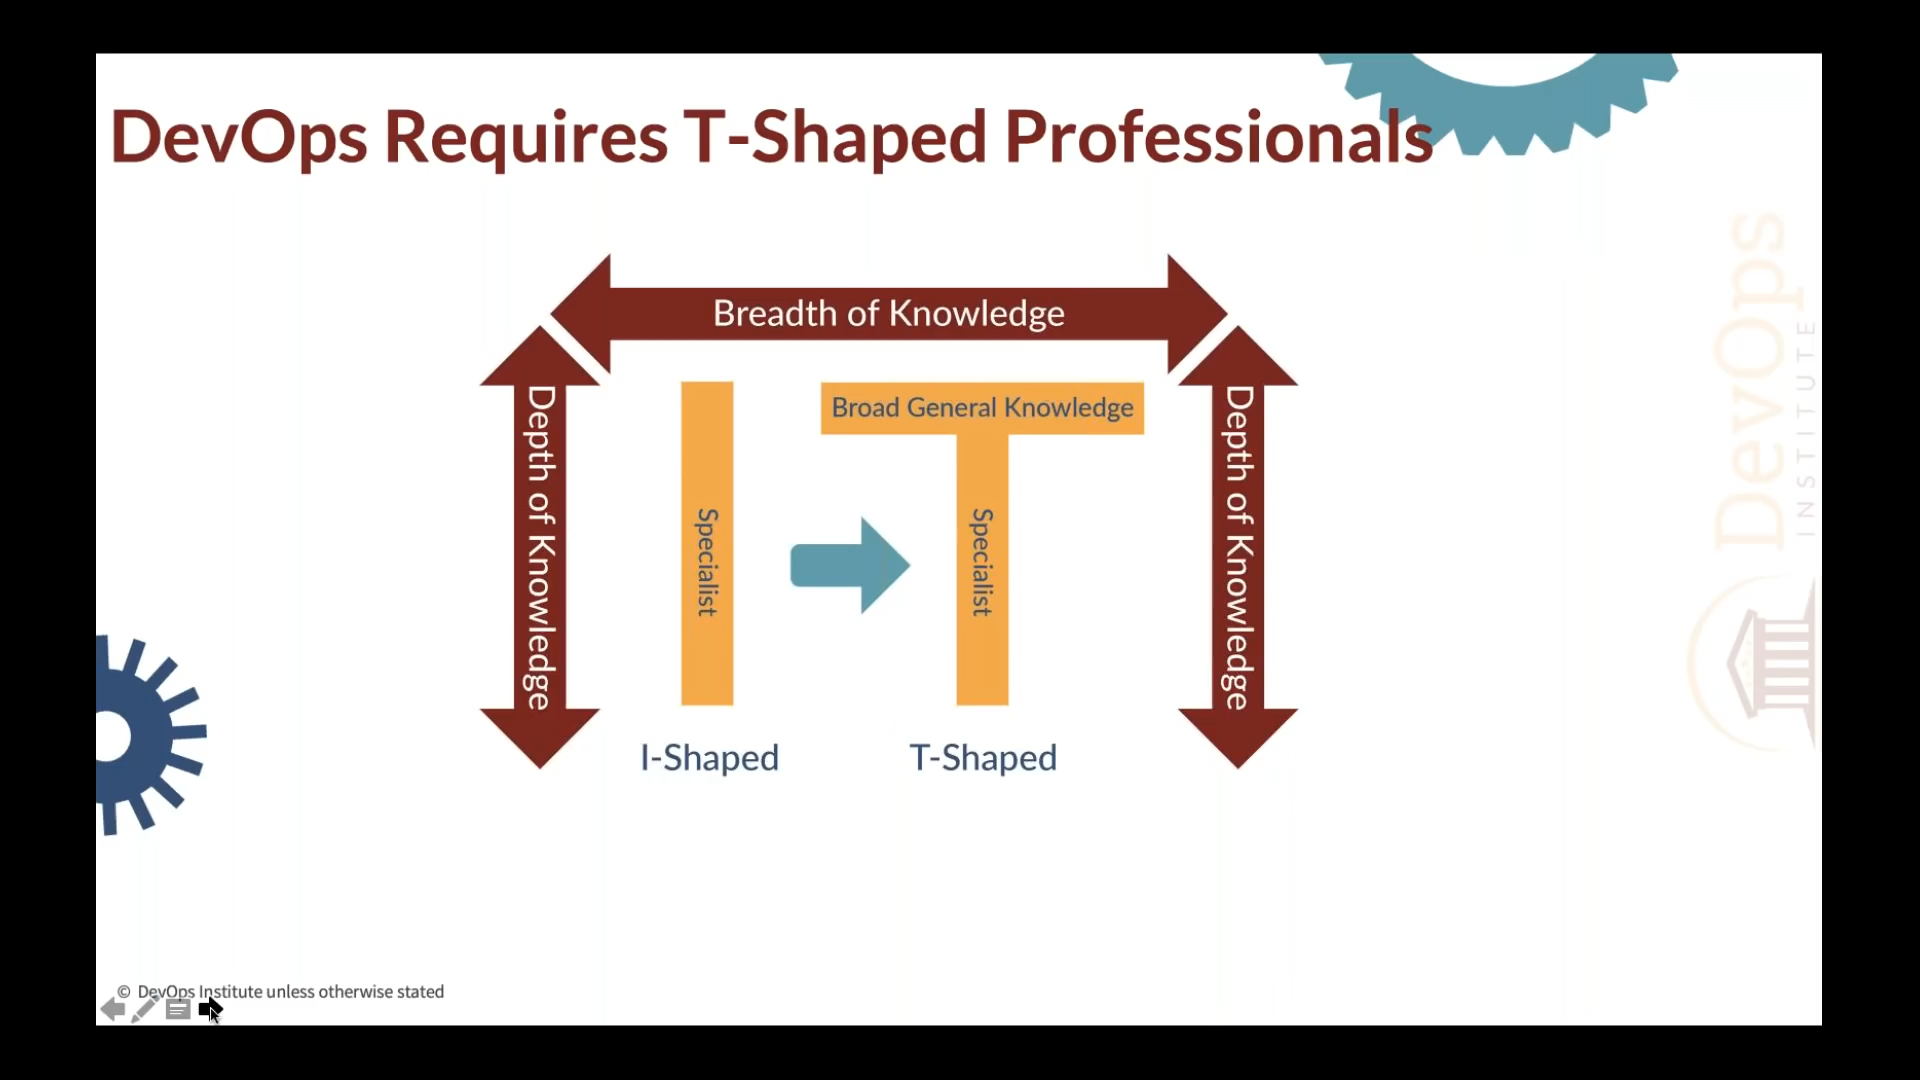 DevOps Requires T-Shaped Professionals
Breadth of Knowledge
Depth of Knowledge
Specialist
Broad General Knowledge
Specialist
Depth of Knowledge
I-Shaped
T-Shaped
DevOps
INSTITUTE
© DevOps Institute unless otherwise stated